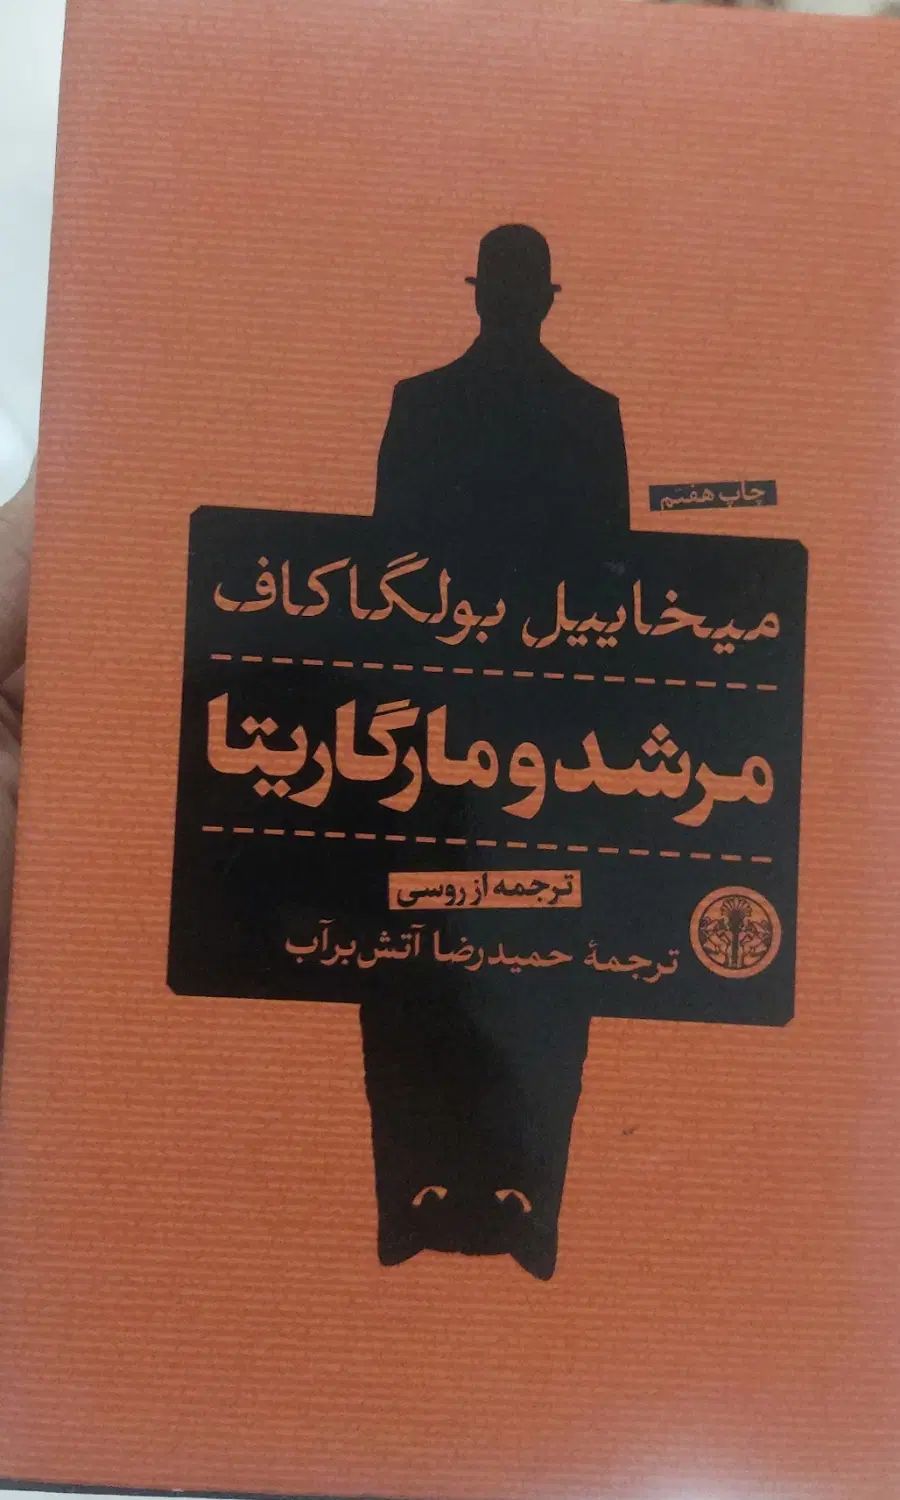 چاپ هفتم
میخاییل بولگاکاف
مرشد و مارگاریتا
ترجمه از روسی
ترجمهٔ حمیدرضا آتش‌برآب